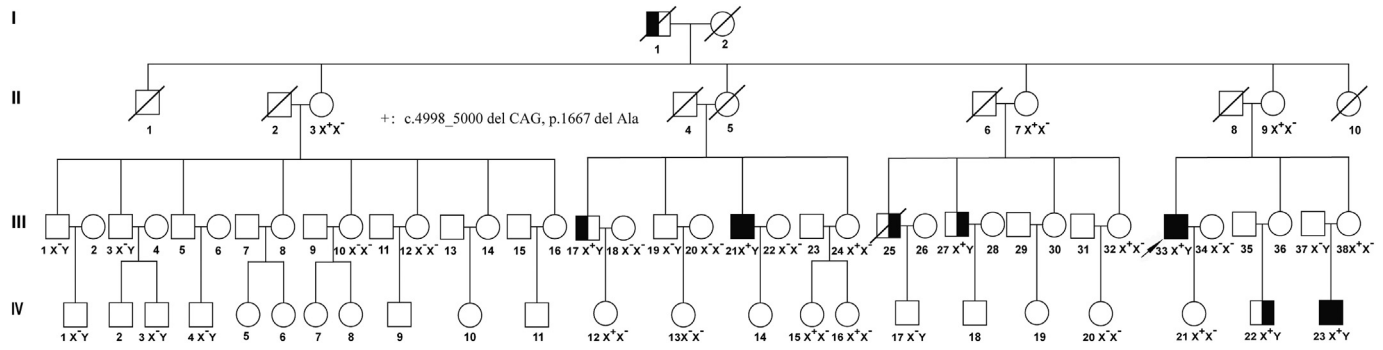 I
1 2
II
1 2 3 X⁺X⁻ +: c.4998_5000 del CAG, p.1667 del Ala 4 5 6 7 X⁺X⁻ 8 9 X⁺X⁻ 10
III
1 X⁻Y 2 3 X⁻Y 4 5 6 7 8 9 10 X⁻X⁻ 11 12 X⁻X⁻ 13 14 15 16 17 X⁺Y 18 X⁻X⁻ 19 X⁻Y 20 X⁻X⁻ 21 X⁺Y 22 X⁻X⁻ 23 24 X⁺X⁻ 25 26 27 X⁺Y 28 29 30 31 32 X⁺X⁻ 33 X⁺Y 34 X⁻X⁻ 35 36 37 X⁻Y 38 X⁺X⁻
IV
1 X⁻Y 2 3 X⁻Y 4 X⁻Y 5 6 7 8 9 10 11 12 X⁺X⁻ 13 X⁻X⁻ 14 15 X⁺X⁻ 16 X⁺X⁻ 17 X⁻Y 18 19 20 X⁻X⁻ 21 X⁺X⁻ 22 X⁺Y 23 X⁺Y